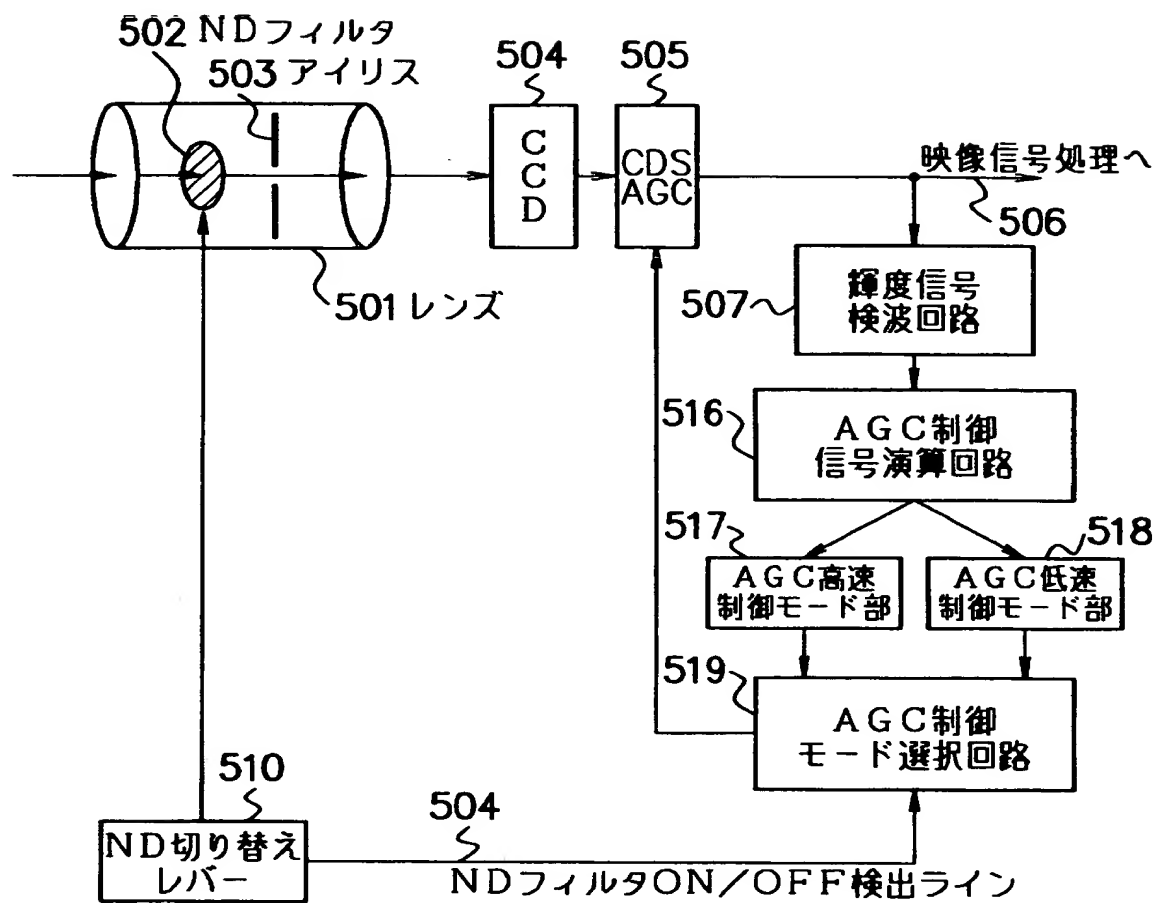 502 NDフィルタ
503 アイリス
504
505
CCD
CDS
AGC
映像信号処理へ
506
501 レンズ
507
輝度信号
検波回路
516
AGC制御
信号演算回路
517
518
AGC高速
制御モード部
AGC低速
制御モード部
519
AGC制御
モード選択回路
510
504
ND切り替え
レバー
NDフィルタON/OFF検出ライン